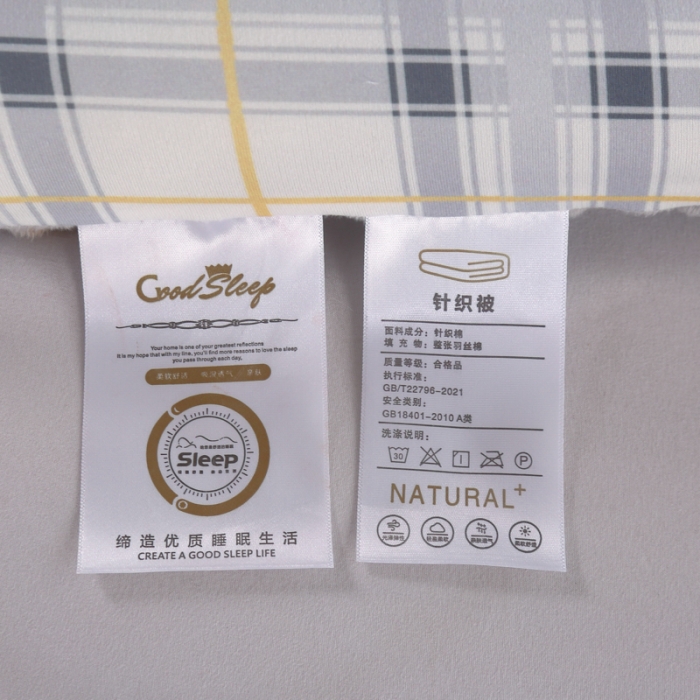 Good Sleep
Your home is one of your greatest reflections
It is my hope that with my fine, you'll find more reasons to love the sleep
you pass through each day.
Sleep
缔造优质睡眠生活
CREATE A GOOD SLEEP LIFE
针织被
面料成分：针织棉
填 充 物：整张羽丝棉
质量等级：合格品
执行标准：
GB/T22796-2021
安全类别：
GB18401-2010 A类
洗涤说明：
30
P
NATURAL+